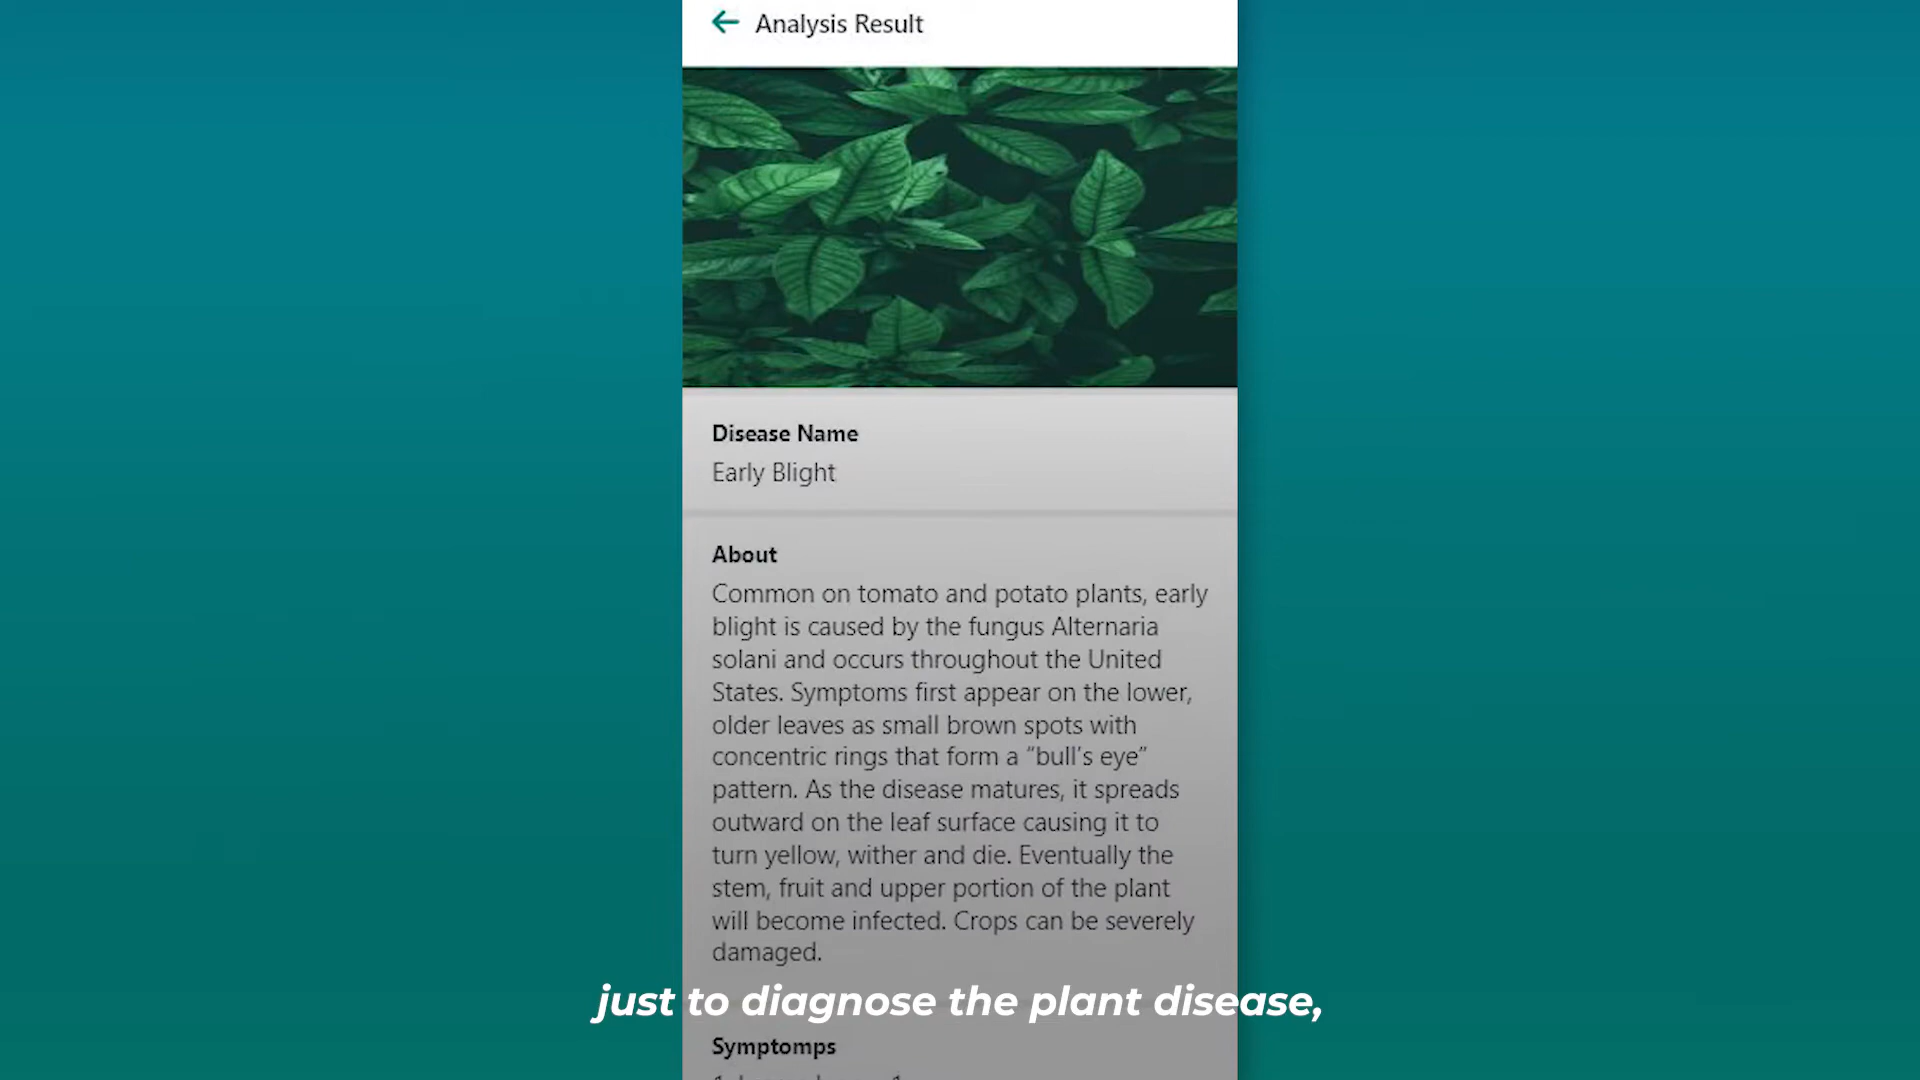 Analysis Result
Disease Name
Early Blight
About
Common on tomato and potato plants, early
blight is caused by the fungus Alternaria
solani and occurs throughout the United
States. Symptoms first appear on the lower,
older leaves as small brown spots with
concentric rings that form a “bull’s eye”
pattern. As the disease matures, it spreads
outward on the leaf surface causing it to
turn yellow, wither and die. Eventually the
stem, fruit and upper portion of the plant
will become infected. Crops can be severely
damaged.
just to diagnose the plant disease,
Symptomps